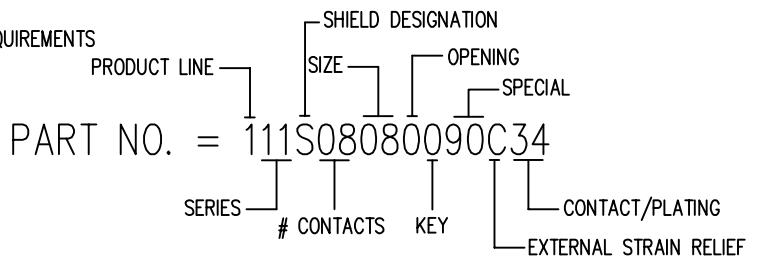 SHIELD DESIGNATION
QUIREMENTS
PRODUCT LINE
SIZE
OPENING
SPECIAL
PART NO. = 111S08080090C34
SERIES
# CONTACTS
KEY
CONTACT/PLATING
EXTERNAL STRAIN RELIEF